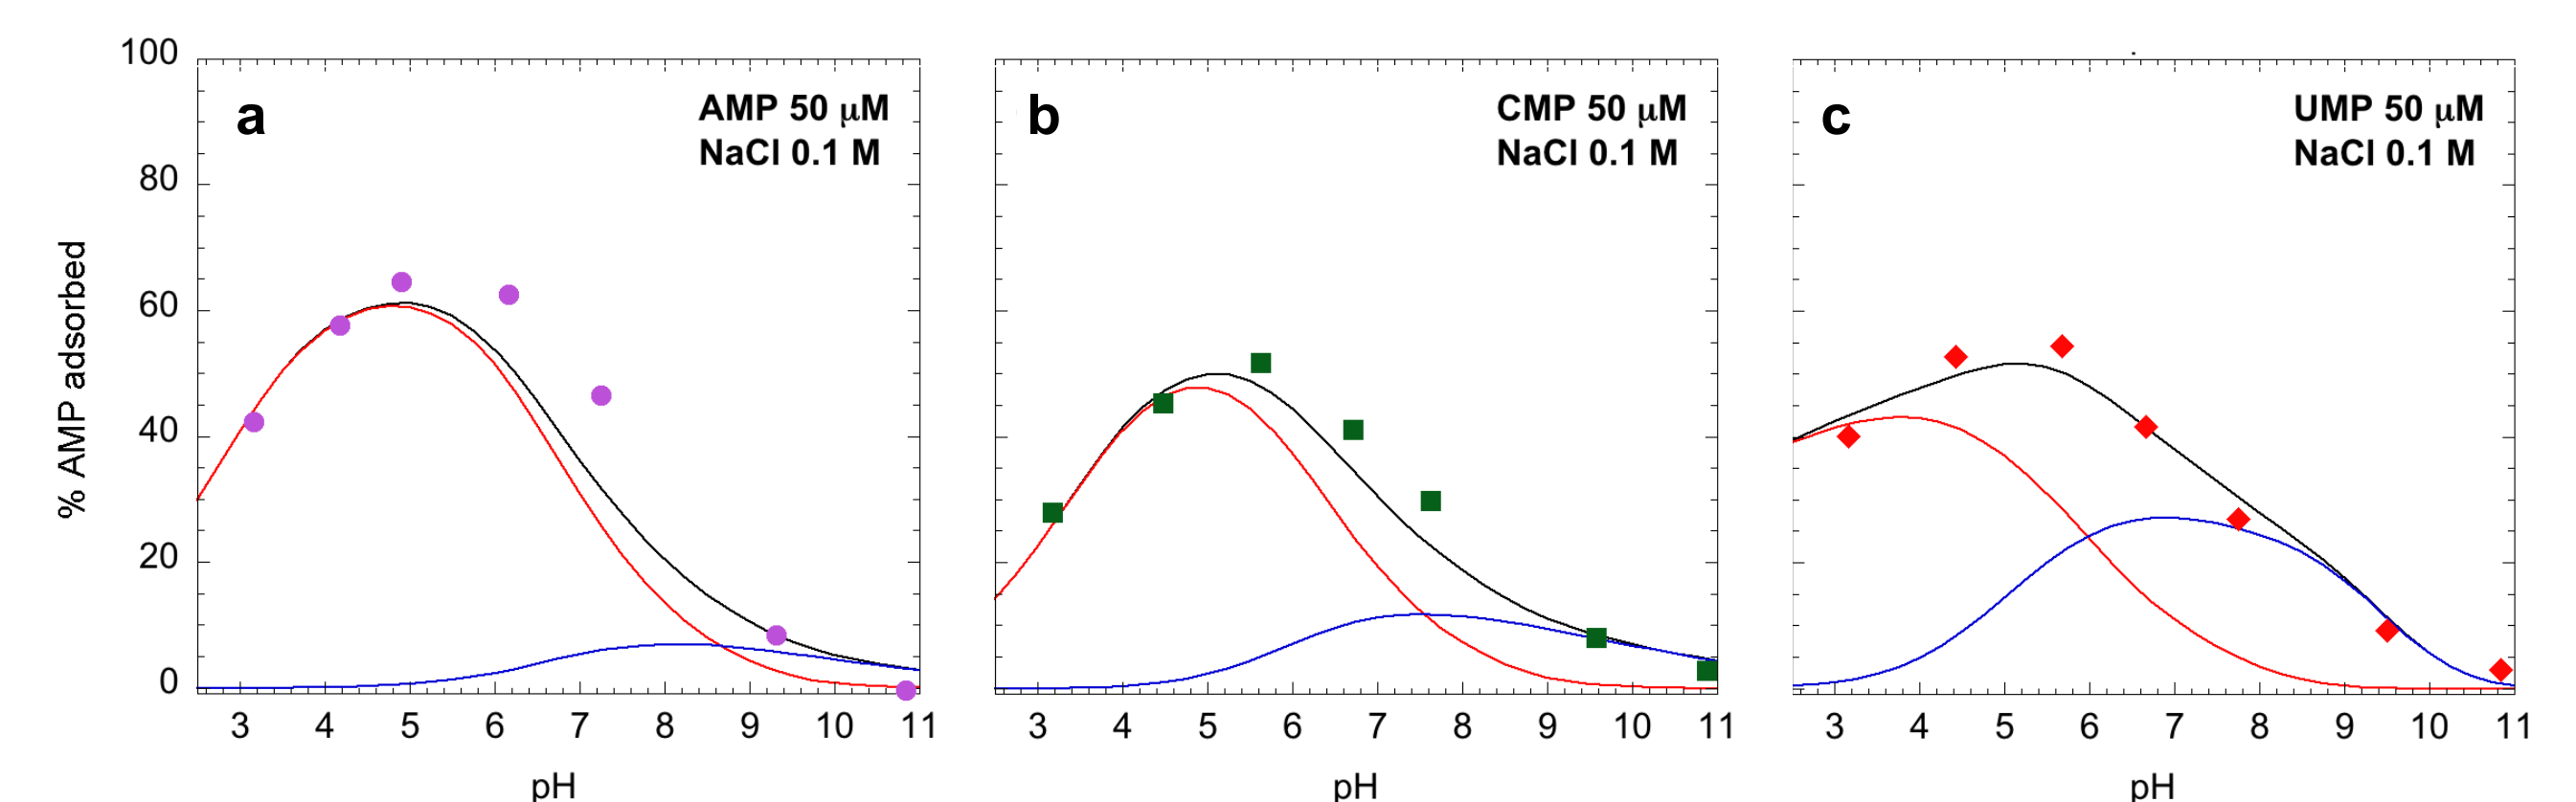 % AMP adsorbed
100
80
60
40
20
0
a
AMP 50 μM
NaCl 0.1 M
3 4 5 6 7 8 9 10 11
pH
b
CMP 50 μM
NaCl 0.1 M
3 4 5 6 7 8 9 10 11
pH
c
UMP 50 μM
NaCl 0.1 M
3 4 5 6 7 8 9 10 11
pH